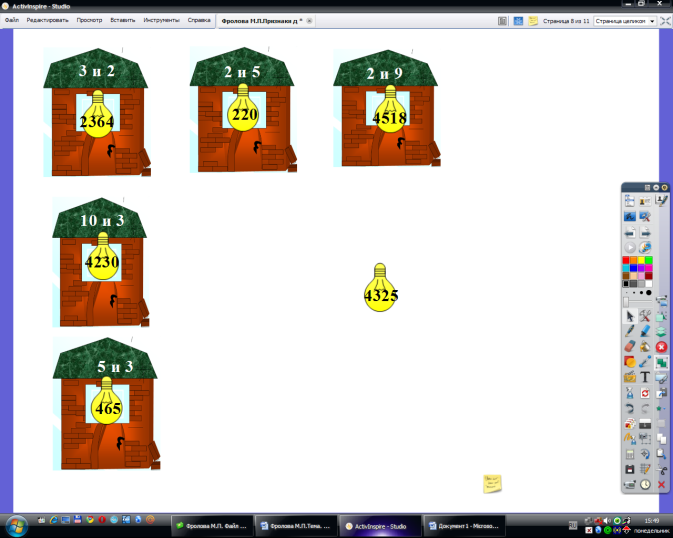 ActivInspire - Studio
Файл Редактировать Просмотр Вставить Инструменты Справка
Фролова М.П.Признаки д *
Страница 8 из 11
Страница целиком
3 и 2
2364
2 и 5
220
2 и 9
4518
10 и 3
4230
4325
5 и 3
465
Фролова М.П. Файл ...
Фролова М.П.Тема. ...
ActivInspire - Studio
Документ1 - Microso...
15:49
понедельник